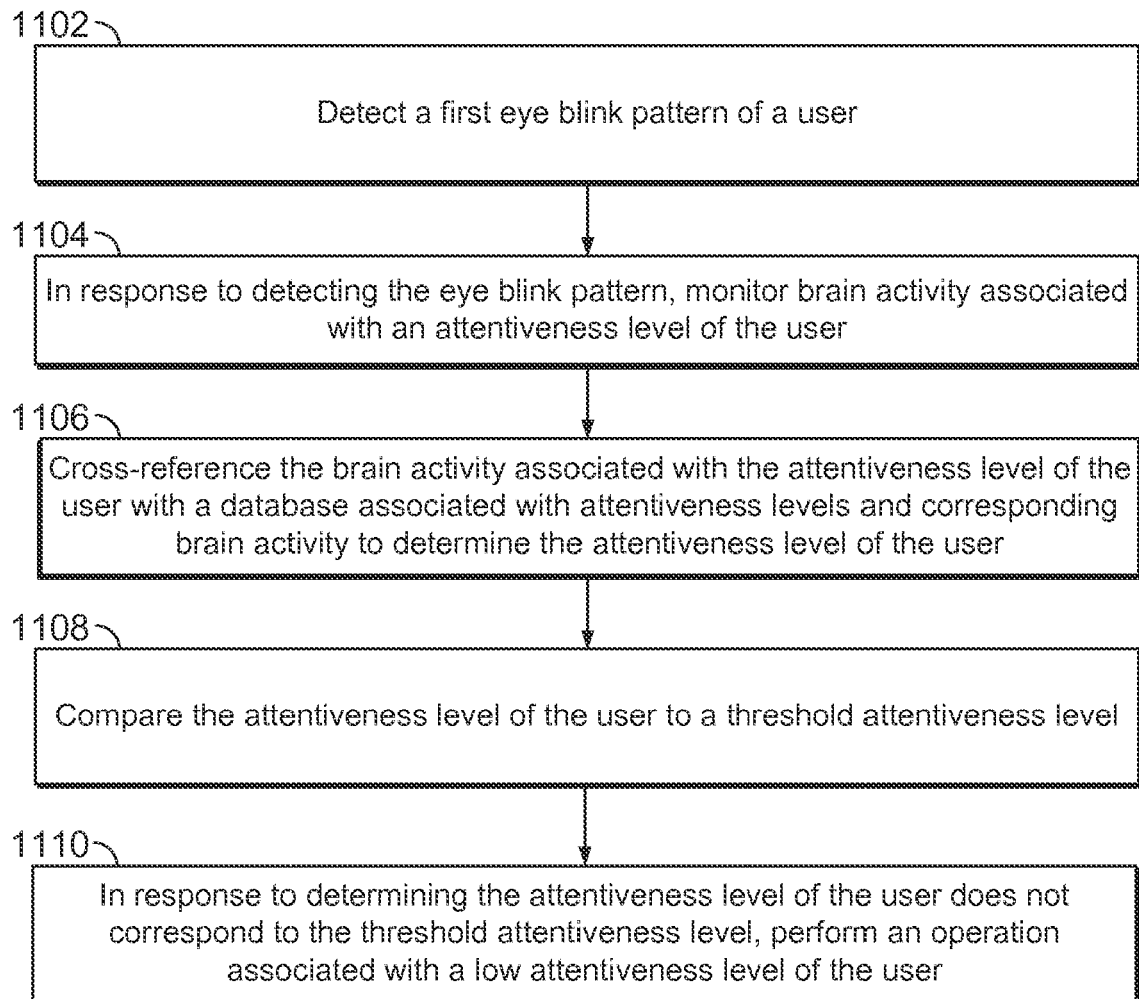 1102
Detect a first eye blink pattern of a user
1104
In response to detecting the eye blink pattern, monitor brain activity associated
with an attentiveness level of the user
1106
Cross-reference the brain activity associated with the attentiveness level of the
user with a database associated with attentiveness levels and corresponding
brain activity to determine the attentiveness level of the user
1108
Compare the attentiveness level of the user to a threshold attentiveness level
1110
In response to determining the attentiveness level of the user does not
correspond to the threshold attentiveness level, perform an operation
associated with a low attentiveness level of the user